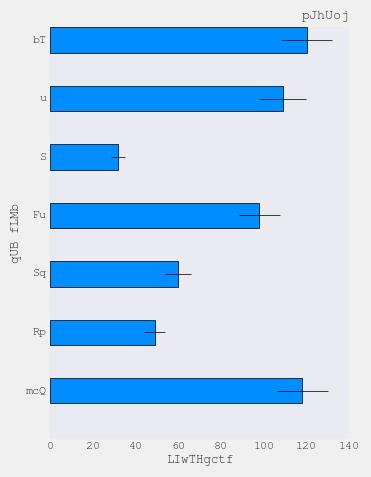 pJhUoj
bT
u
S
Fu
Sq
Rp
mcQ
qUB fLMb
0 20 40 60 80 100 120 140
LIwTHgctf